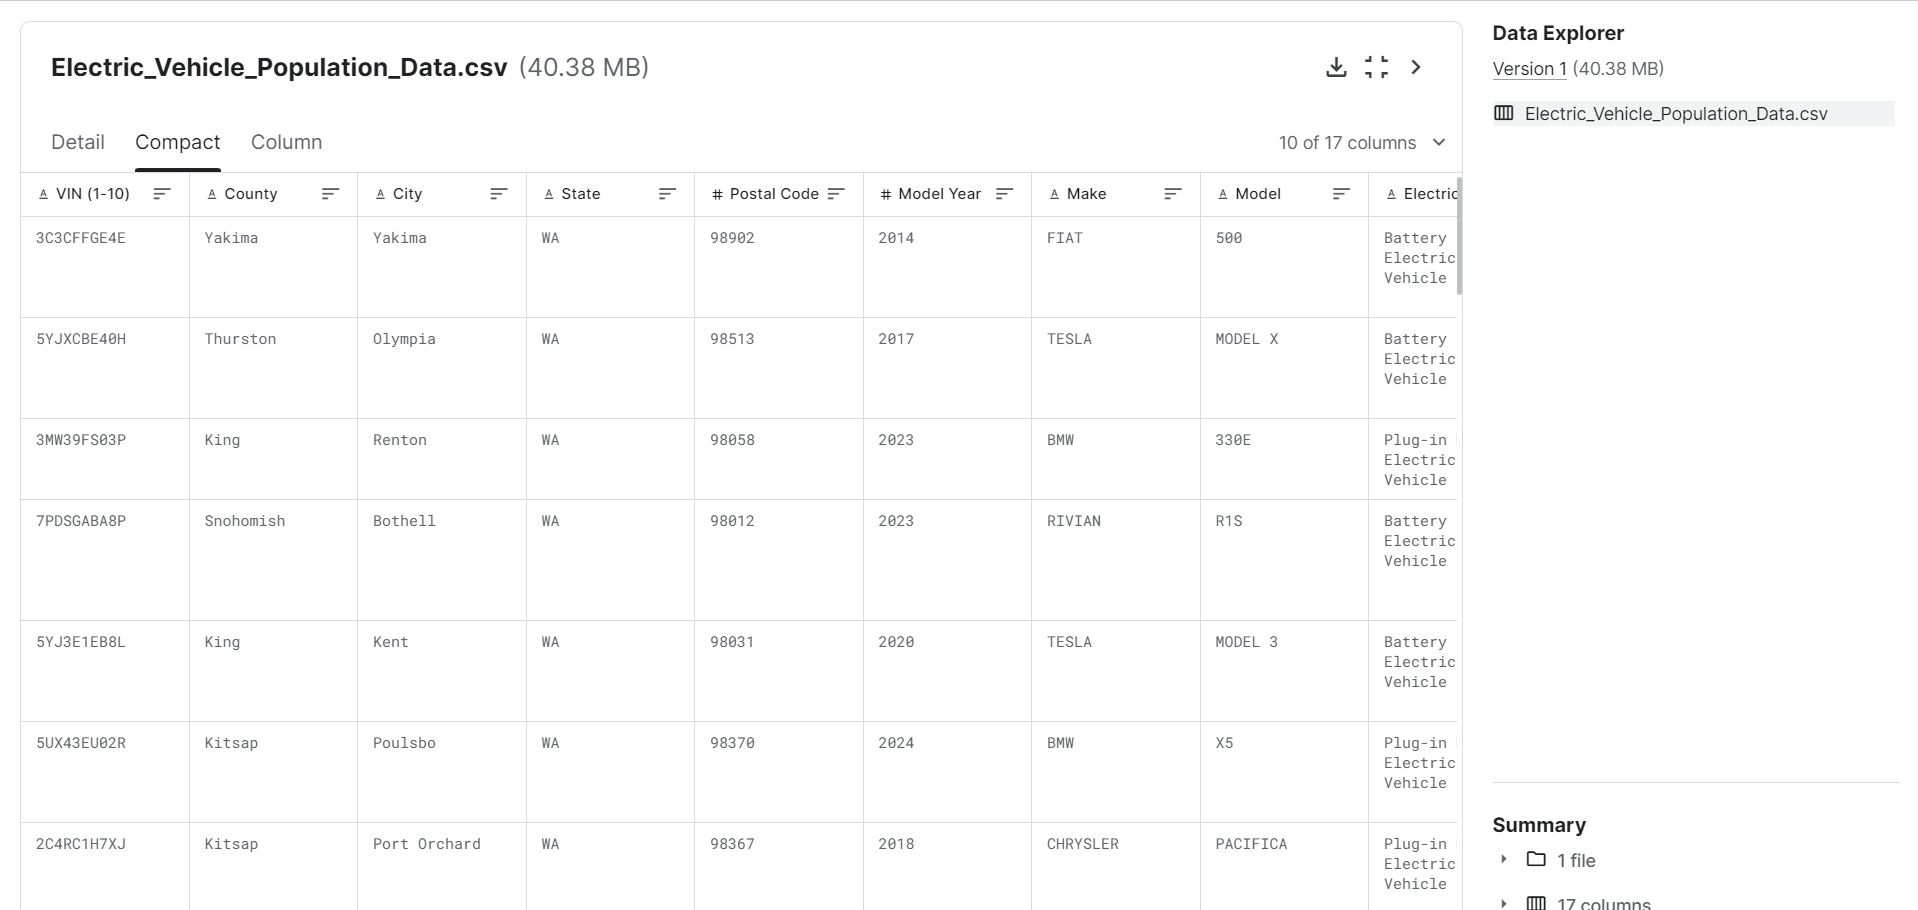 Electric_Vehicle_Population_Data.csv (40.38 MB)
Detail Compact Column 10 of 17 columns
VIN (1-10) County City State # Postal Code # Model Year Make Model Electric
3C3CFFGE4E Yakima Yakima WA 98902 2014 FIAT 500 Battery
Electric
Vehicle
5YJXCBE40H Thurston Olympia WA 98513 2017 TESLA MODEL X Battery
Electric
Vehicle
3MW39FS03P King Renton WA 98058 2023 BMW 330E Plug-in
Electric
Vehicle
7PDSGABA8P Snohomish Bothell WA 98012 2023 RIVIAN R1S Battery
Electric
Vehicle
5YJ3E1EB8L King Kent WA 98031 2020 TESLA MODEL 3 Battery
Electric
Vehicle
5UX43EU02R Kitsap Poulsbo WA 98370 2024 BMW X5 Plug-in
Electric
Vehicle
2C4RC1H7XJ Kitsap Port Orchard WA 98367 2018 CHRYSLER PACIFICA Plug-in
Electric
Vehicle
Data Explorer
Version 1 (40.38 MB)
Electric_Vehicle_Population_Data.csv
Summary
1 file
17 columns